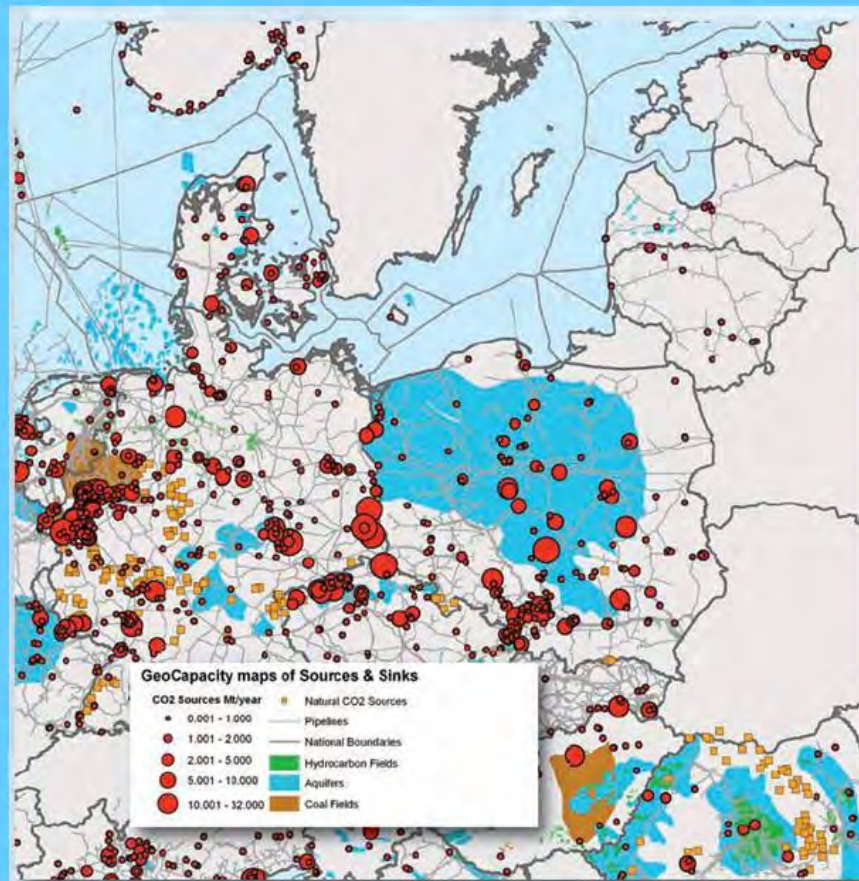 GeoCapacity maps of Sources & Sinks
CO2 Sources Mt/year
0.001 - 1.000
1.001 - 2.000
2.001 - 5.000
5.001 - 10.000
10.001 - 32.000
Natural CO2 Sources
Pipelines
National Boundaries
Hydrocarbon Fields
Aquifers
Coal Fields